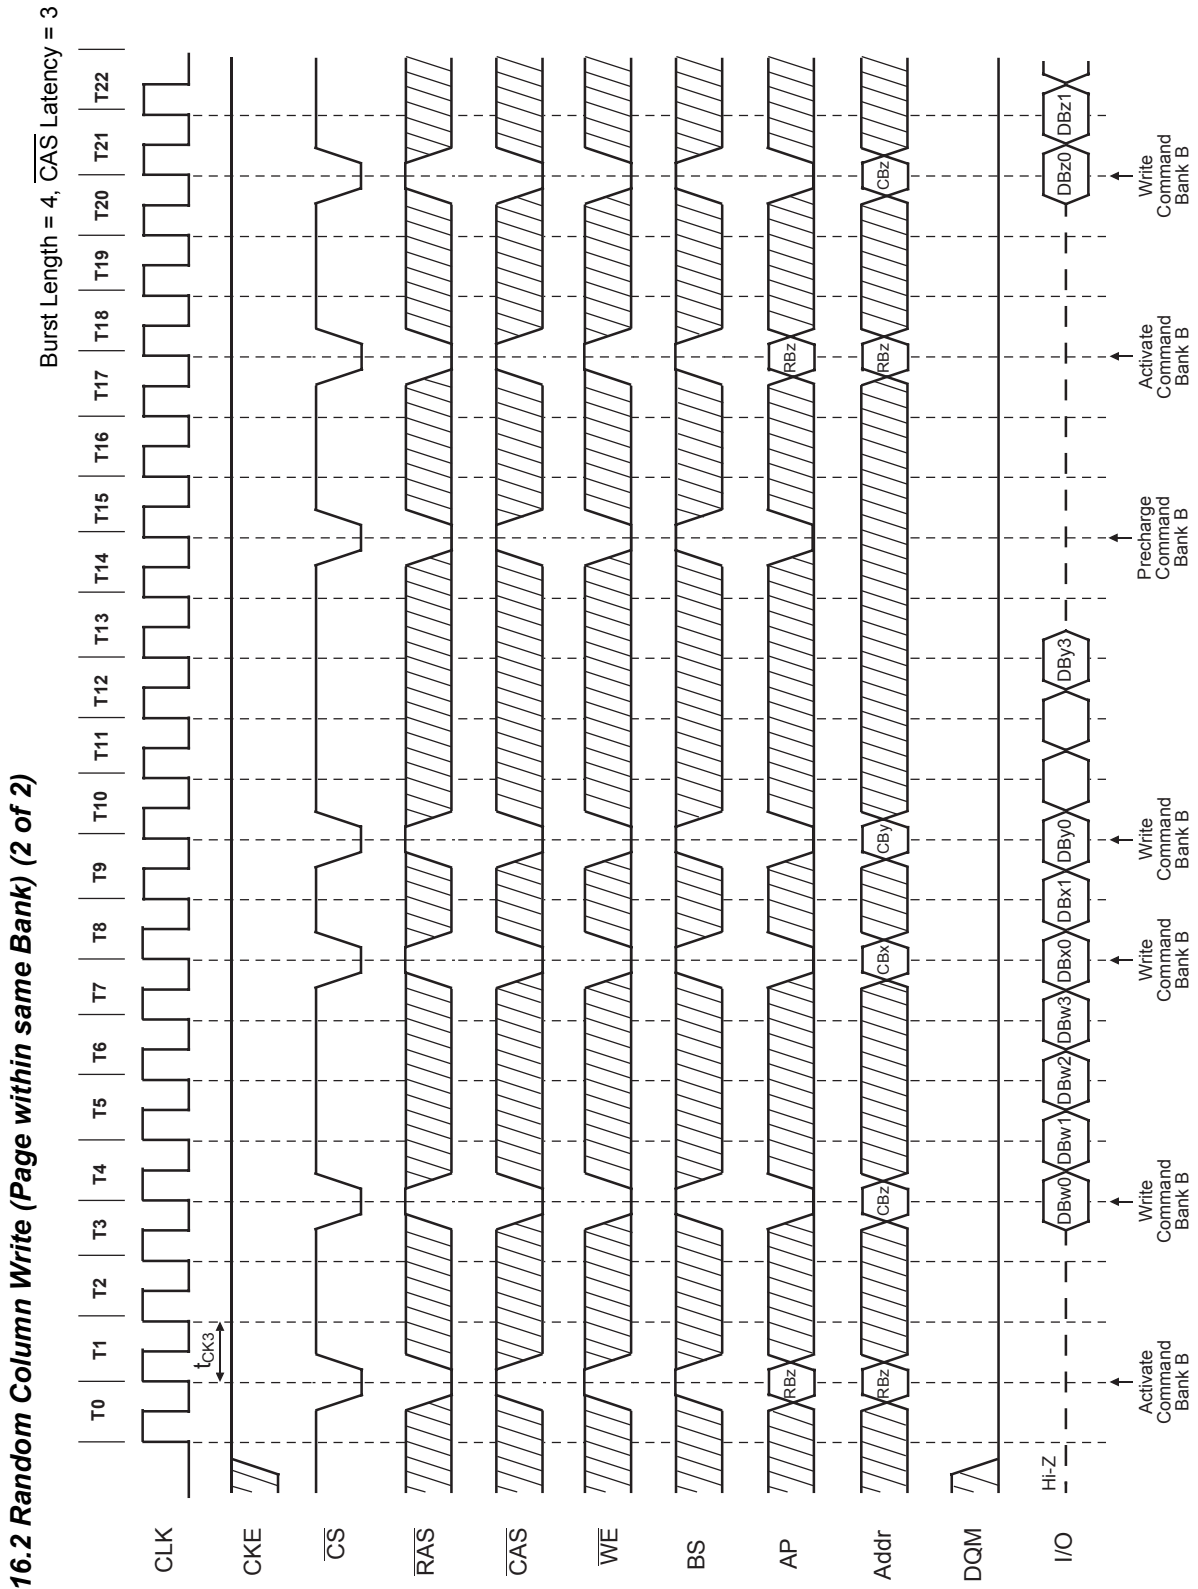 16.2 Random Column Write (Page within same Bank) (2 of 2)
Burst Length = 4, CAS Latency = 3
T0 T1 T2 T3 T4 T5 T6 T7 T8 T9 T10 T11 T12 T13 T14 T15 T16 T17 T18 T19 T20 T21 T22
CLK
tCK3
CKE
CS
RAS
CAS
WE
BS
AP
RBz RBz
Addr
RBz CBz CBx CBy RBz CBz
DQM
Hi-Z
I/O
DBw0 DBw1 DBw2 DBw3 DBx0 DBx1 DBy0 DBy3 DBz0 DBz1
Activate
Command
Bank B
Write
Command
Bank B
Write
Command
Bank B
Write
Command
Bank B
Precharge
Command
Bank B
Activate
Command
Bank B
Write
Command
Bank B